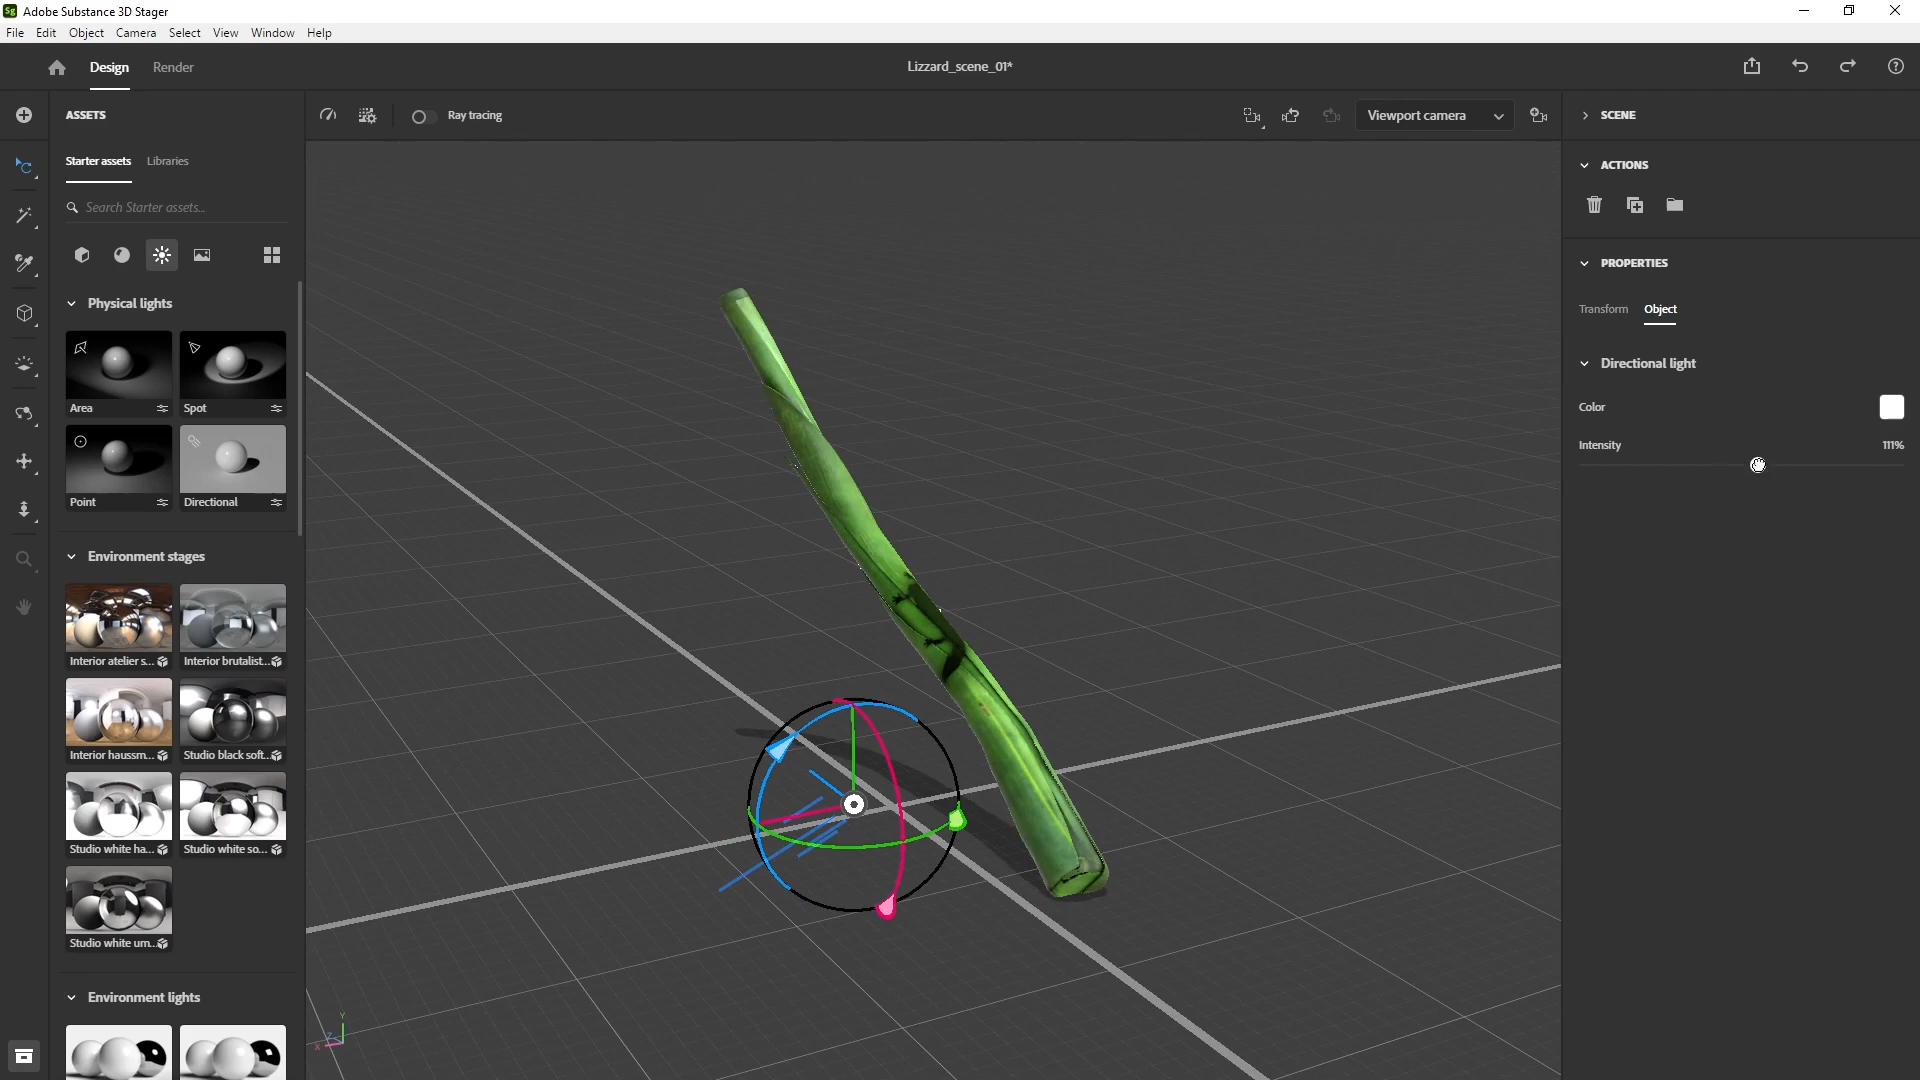 Sg Adobe Substance 3D Stager
File Edit Object Camera Select View Window Help
Design Render
Lizzard_scene_01*
ASSETS
Starter assets Libraries
Search Starter assets...
Physical lights
Area Spot
Point Directional
Environment stages
Interior atelier s... Interior brutalist...
Interior haussm... Studio black soft...
Studio white ha... Studio white so...
Studio white um...
Environment lights
Ray tracing
Viewport camera
SCENE
ACTIONS
PROPERTIES
Transform Object
Directional light
Color
Intensity 111%
Y
Z
X